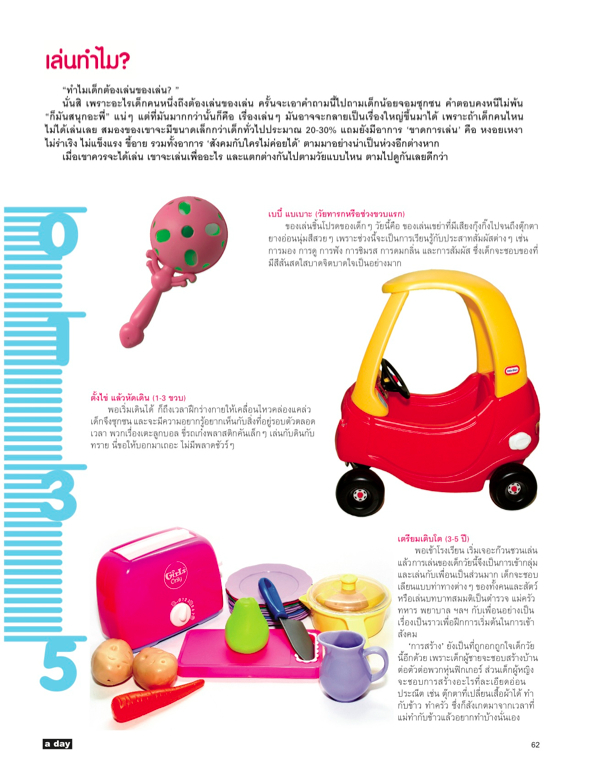 เล่นทำไม?
"ทำไมเด็กต้องเล่นของเล่น? "
นั่นสิ เพราะอะไรเด็กคนหนึ่งถึงต้องเล่นของเล่น ครั้นจะเอาคำถามนี้ไปถามเด็กน้อยจอมซุกซน คำตอบคงหนีไม่พ้น
"ก็มันสนุกอะพี่" แน่ๆ แต่ที่มันมากกว่านั้นก็คือ เรื่องเล่นๆ มันอาจจะกลายเป็นเรื่องใหญ่ขึ้นมาได้ เพราะถ้าเด็กคนไหน
ไม่ได้เล่นเลย สมองของเขาจะมีขนาดเล็กกว่าเด็กทั่วไปประมาณ 20-30% แถมยังมีอาการ 'ขาดการเล่น' คือ หงอยเหงา
ไม่ร่าเริง ไม่แข็งแรง ขี้อาย รวมทั้งอาการ 'สังคมกับใครไม่ค่อยได้' ตามมาอย่างน่าเป็นห่วงอีกต่างหาก
เมื่อเขาควรจะได้เล่น เขาจะเล่นเพื่ออะไร และแตกต่างกันไปตามวัยแบบไหน ตามไปดูกันเลยดีกว่า
0
เบบี๋ แบเบาะ (วัยทารกหรือช่วงขวบแรก)
ของเล่นชิ้นโปรดของเด็กๆ วัยนี้คือ ของเล่นเขย่าที่มีเสียงกุ๊งกิ๊งไปจนถึงตุ๊กตา
ยางอ่อนนุ่มสีสวยๆ เพราะช่วงนี้จะเป็นการเรียนรู้กับประสาทสัมผัสต่างๆ เช่น
การมอง การดู การฟัง การชิมรส การดมกลิ่น และการสัมผัส ซึ่งเด็กจะชอบของที่
มีสีสันสดใสบาดจิตบาดใจเป็นอย่างมาก
1
ตั้งไข่ แล้วหัดเดิน (1-3 ขวบ)
พอเริ่มเดินได้ ก็ถึงเวลาฝึกร่างกายให้เคลื่อนไหวคล่องแคล่ว
เด็กจึงซุกซน และจะมีความอยากรู้อยากเห็นกับสิ่งที่อยู่รอบตัวตลอด
เวลา พวกเรื่องเตะลูกบอล ขี่รถเก๋งพลาสติกคันเล็กๆ เล่นกับดินกับ
ทราย นี่ขอให้บอกมาเถอะ ไม่มีพลาดชัวร์ๆ
3
เตรียมเติบโต (3-5 ปี)
พอเข้าโรงเรียน เริ่มเจอะก๊วนชวนเล่น
แล้วการเล่นของเด็กวัยนี้จึงเป็นการเข้ากลุ่ม
และเล่นกับเพื่อนเป็นส่วนมาก เด็กจะชอบ
เลียนแบบท่าทางต่างๆ ของทั้งคนและสัตว์
หรือเล่นบทบาทสมมติเป็นตำรวจ แม่ครัว
ทหาร พยาบาล ฯลฯ กับเพื่อนอย่างเป็น
เรื่องเป็นราวเพื่อฝึกการเริ่มต้นในการเข้า
สังคม
'การสร้าง' ยังเป็นที่ถูกอกถูกใจเด็กวัย
นี้อีกด้วย เพราะเด็กผู้ชายจะชอบสร้างบ้าน
ต่อตัวต่อพวกหุ่นฟิกเกอร์ ส่วนเด็กผู้หญิง
จะชอบการสร้างอะไรที่ละเอียดอ่อน
ประณีต เช่น ตุ๊กตาที่เปลี่ยนเสื้อผ้าได้ ทำ
กับข้าว ทำครัว ซึ่งก็สังเกตมาจากเวลาที่
แม่ทำกับข้าวแล้วอยากทำบ้างนั่นเอง
Girls
Only
5
a day
62